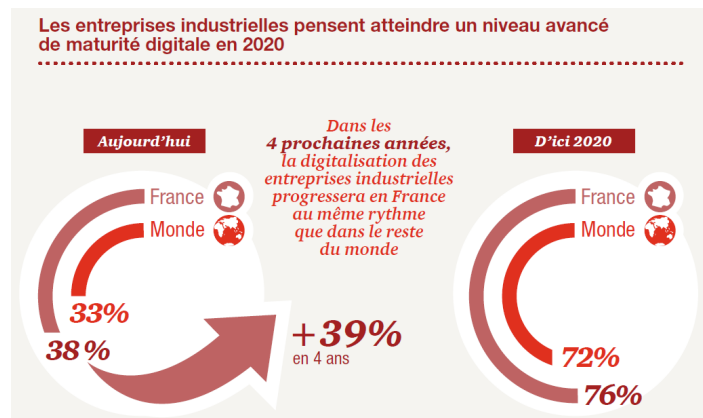 Les entreprises industrielles pensent atteindre un niveau avancé
de maturité digitale en 2020
Aujourd'hui
France
Monde
33%
38 %
Dans les
4 prochaines années,
la digitalisation des
entreprises industrielles
progressera en France
au même rythme
que dans le reste
du monde
+39%
en 4 ans
D'ici 2020
France
Monde
72%
76%